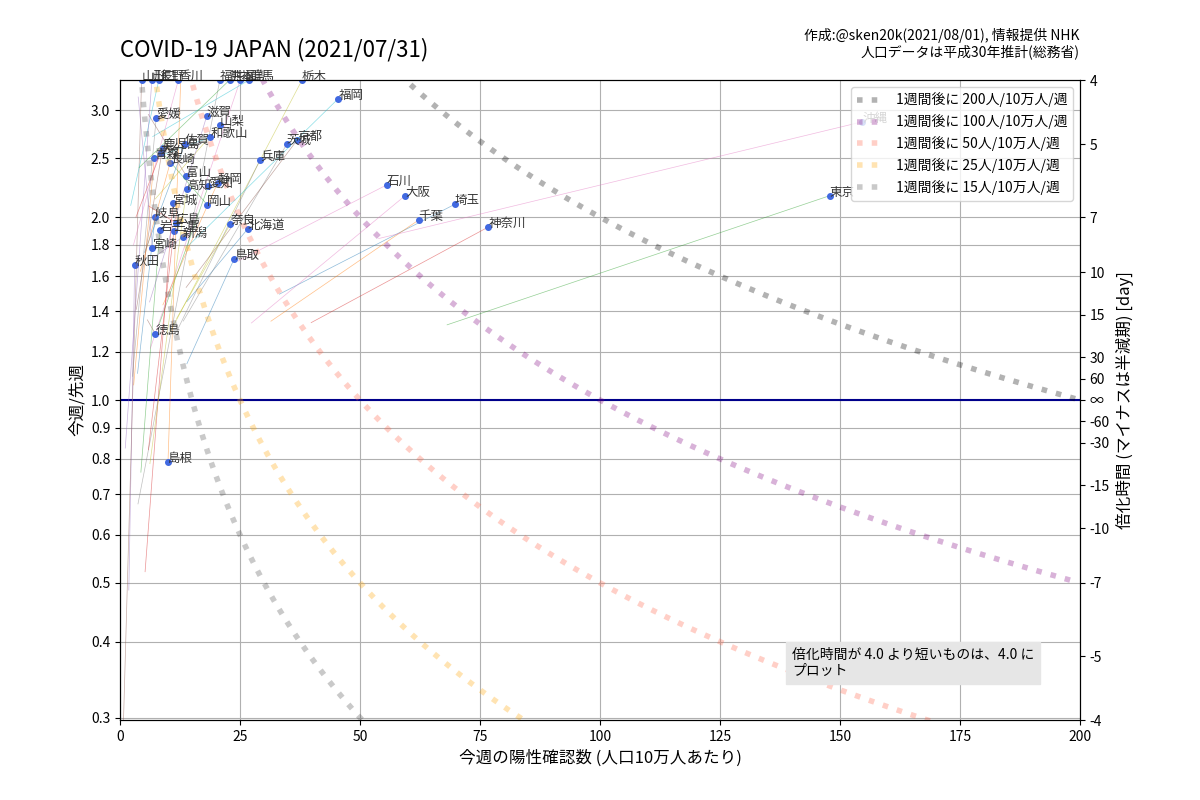 COVID-19 JAPAN (2021/07/31)
作成:@sken20k(2021/08/01), 情報提供 NHK
人口データは平成30年推計(総務省)
香川
栃木
福岡
愛媛
滋賀
山梨
和歌山
佐賀
京都
兵庫
長崎
富山
高知
静岡
石川
大阪
東京
沖縄
宮城
岡山
埼玉
岐阜
広島
千葉
奈良
北海道
神奈川
新潟
宮崎
鳥取
秋田
徳島
島根
1週間後に 200人/10万人/週
1週間後に 100人/10万人/週
1週間後に 50人/10万人/週
1週間後に 25人/10万人/週
1週間後に 15人/10万人/週
3.0
2.5
2.0
1.8
1.6
1.4
1.2
1.0
0.9
0.8
0.7
0.6
0.5
0.4
0.3
今週/先週
4
5
7
10
15
30
60
∞
-60
-30
-15
-10
-7
-5
-4
倍化時間 (マイナスは半減期) [day]
倍化時間が 4.0 より短いものは、4.0 に
プロット
0 25 50 75 100 125 150 175 200
今週の陽性確認数 (人口10万人あたり)